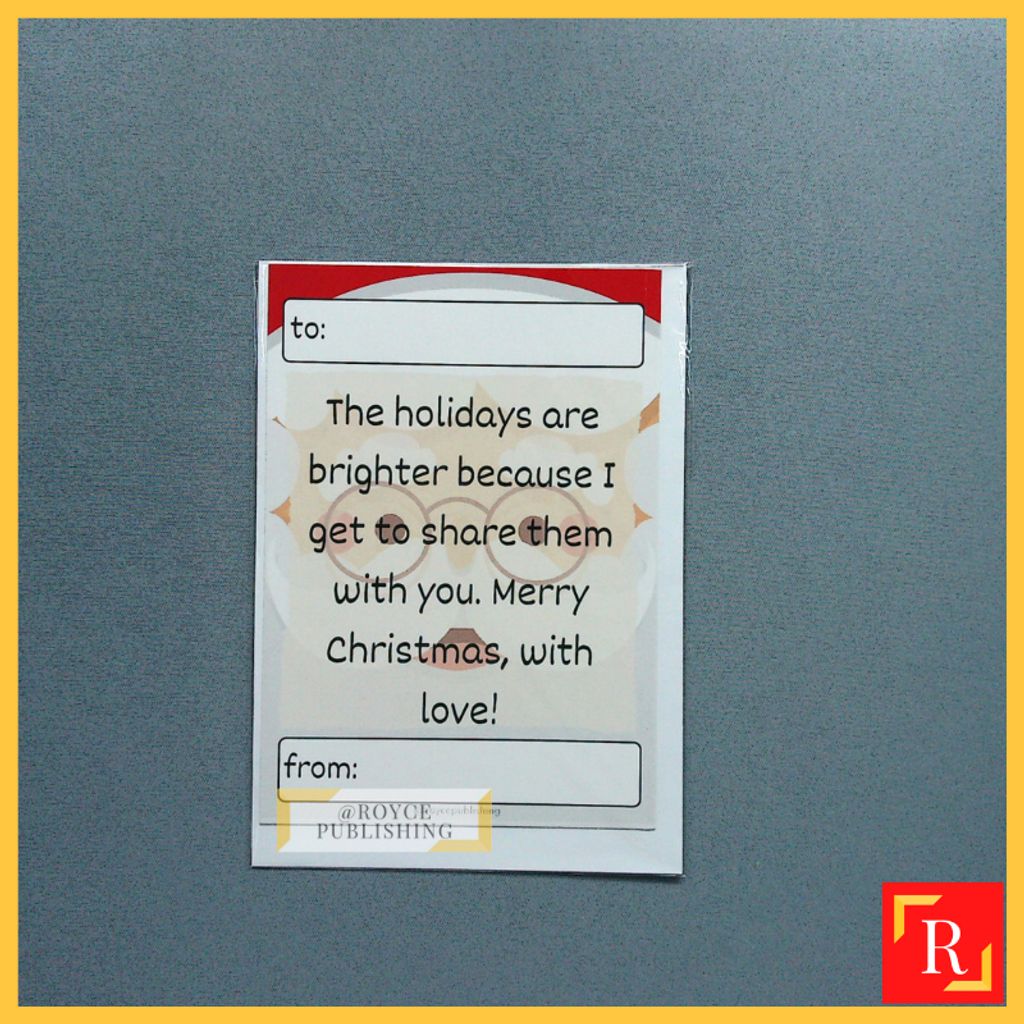 to:
The holidays are
brighter because I
get to share them
with you. Merry
Christmas, with
love!
from:
@ROYCE
PUBLISHING
R